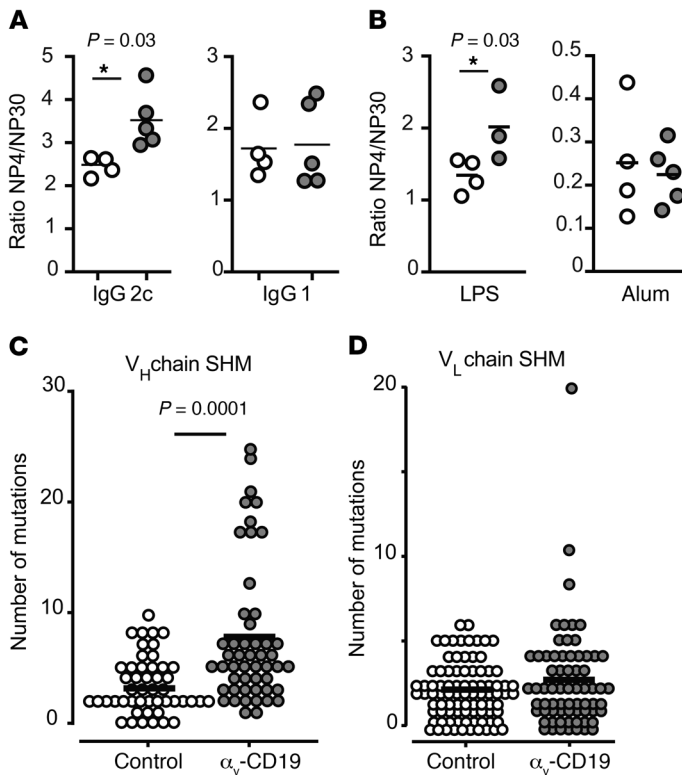 A
P = 0.03
*
Ratio NP4/NP30
5
4
3
2
1
0
IgG 2c
3
2
1
0
IgG 1
B
P = 0.03
*
Ratio NP4/NP30
4
3
2
1
0
LPS
0.5
0.4
0.3
0.2
0.1
0
Alum
C
VH chain SHM
P = 0.0001
Number of mutations
30
20
10
0
Control
αv-CD19
D
VL chain SHM
Number of mutations
20
10
0
Control
αv-CD19